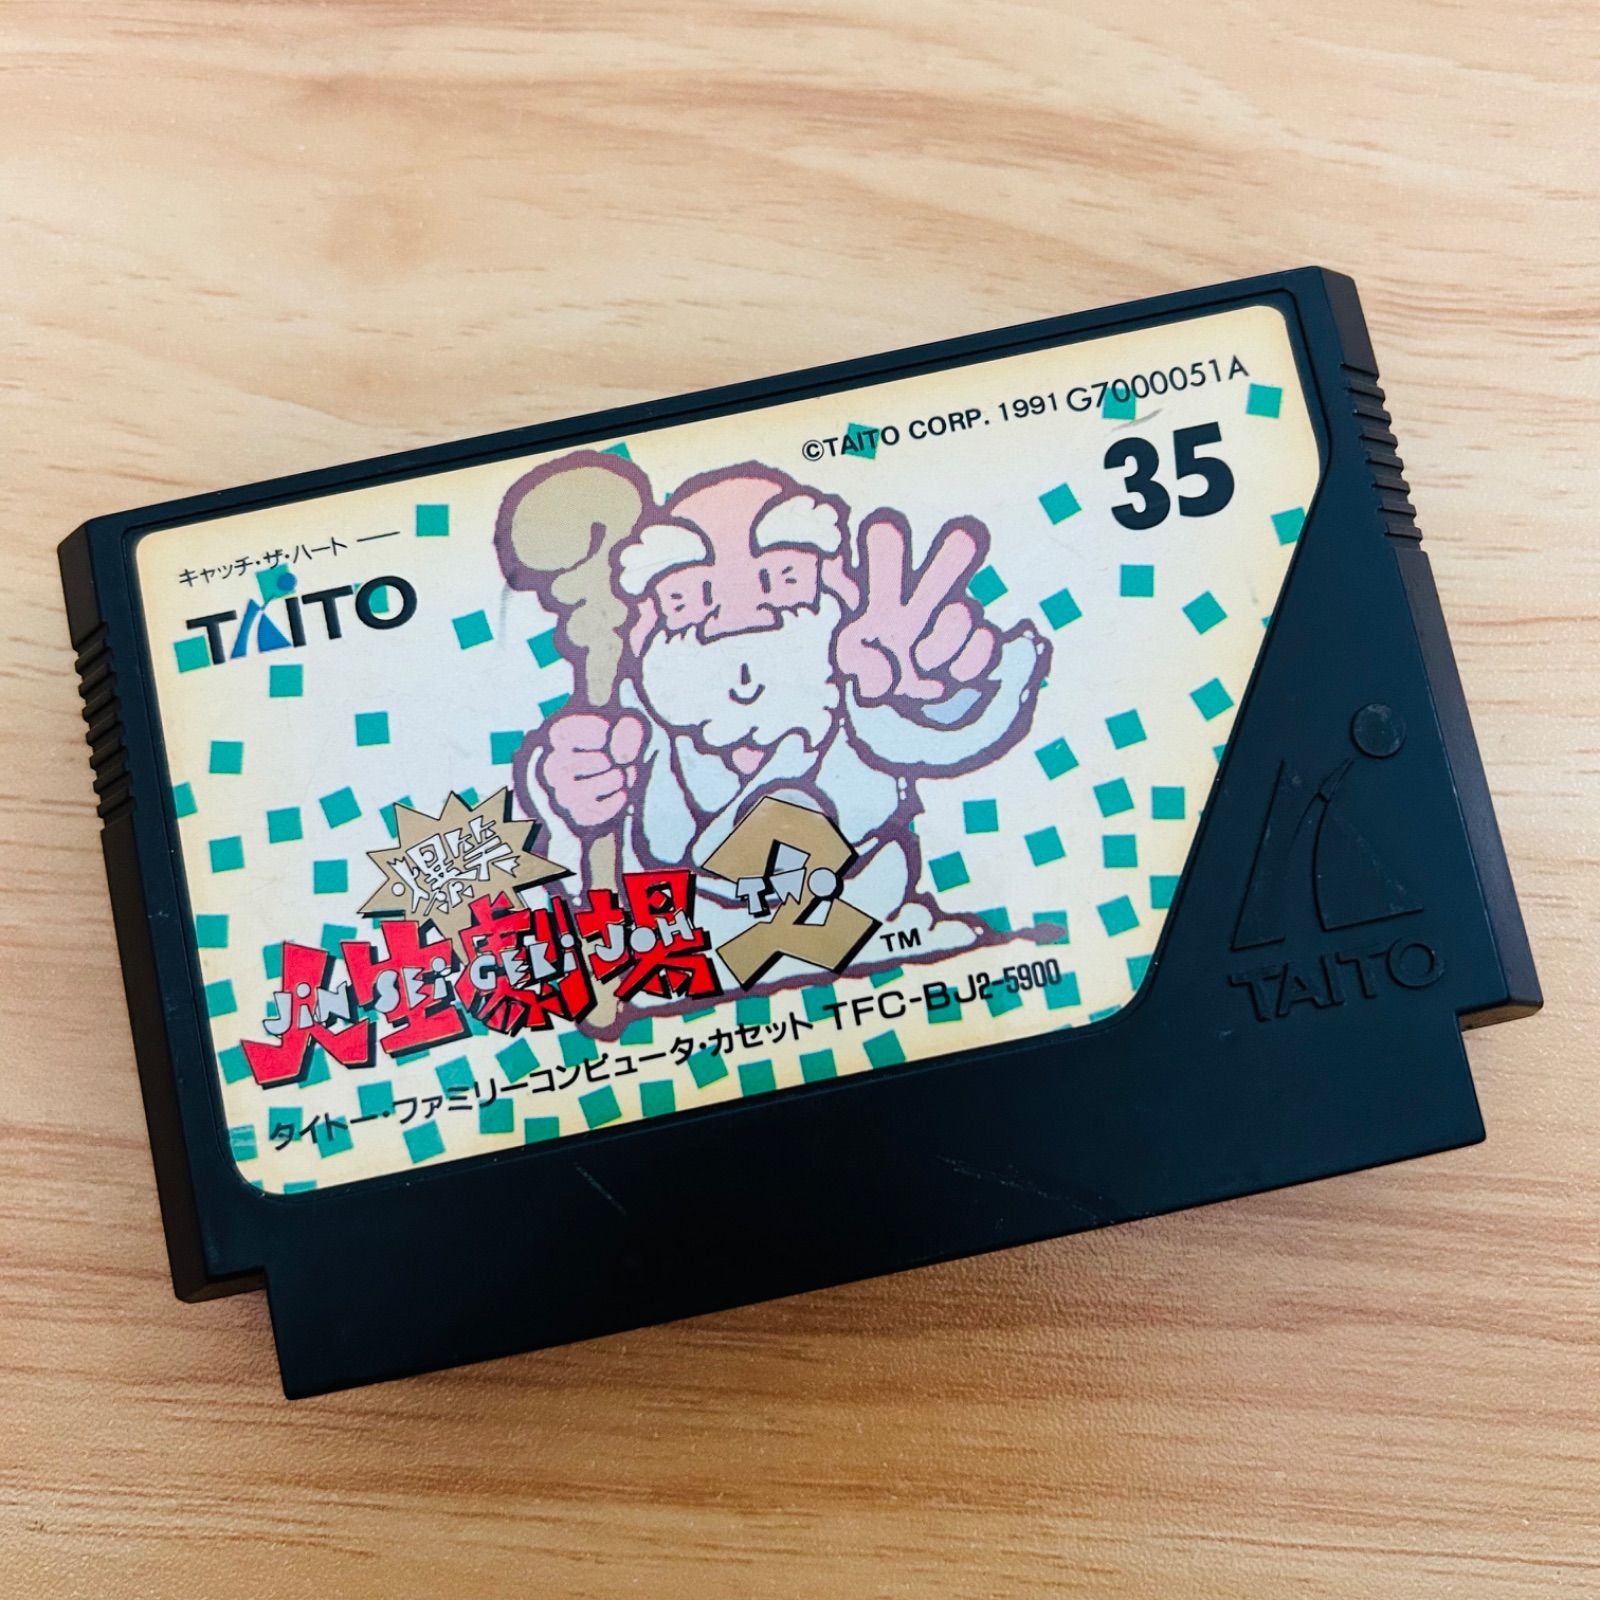 ©TAITO CORP. 1991 G7000051A
35
キャッチ・ザ・ハート
TAITO
爆笑
人生劇場2
JiN SEi GEKi JOH TWO
TM
タイトー・ファミリーコンピュータ・カセット TFC-BJ2-5900
TAITO